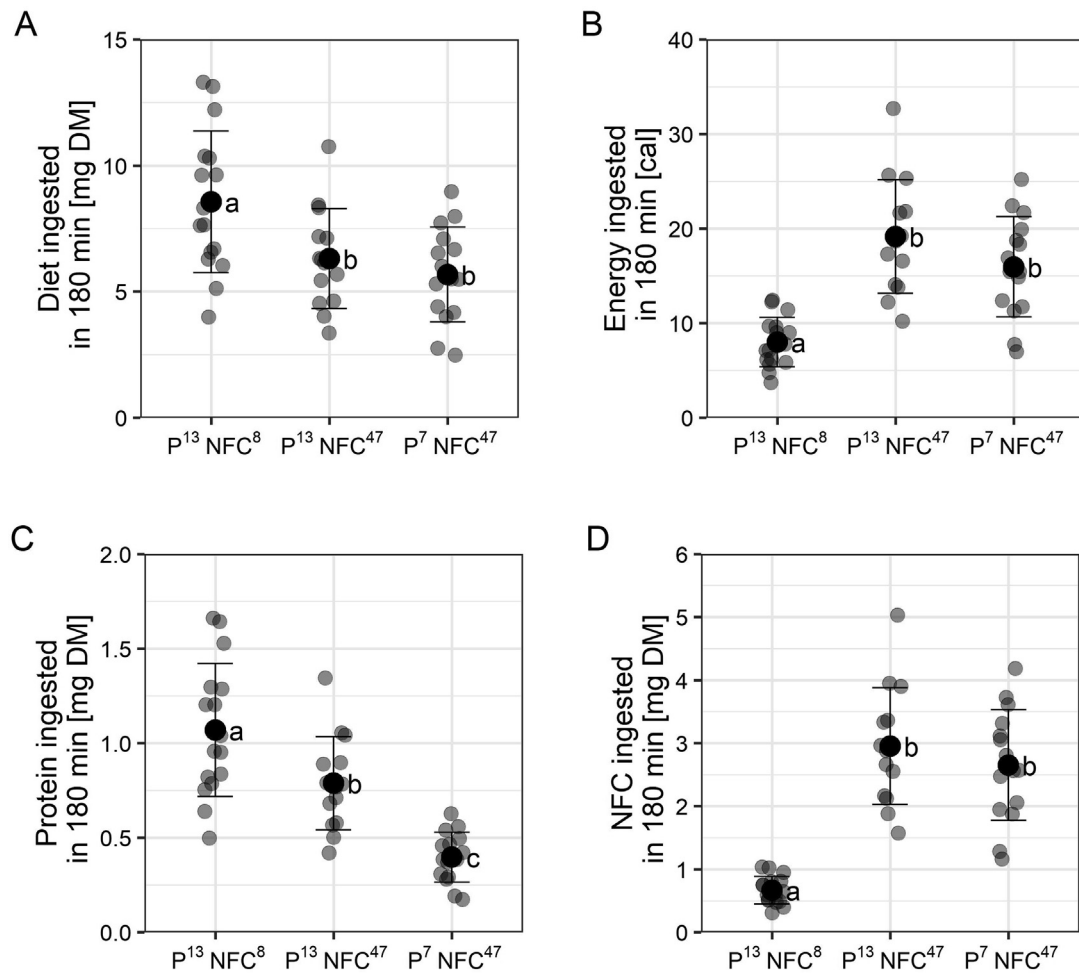 A
Diet ingested
in 180 min [mg DM]
15
10
5
0
a
b
b
P¹³ NFC⁸ P¹³ NFC⁴⁷ P⁷ NFC⁴⁷
B
Energy ingested
in 180 min [cal]
40
30
20
10
0
a
b
b
P¹³ NFC⁸ P¹³ NFC⁴⁷ P⁷ NFC⁴⁷
C
Protein ingested
in 180 min [mg DM]
2.0
1.5
1.0
0.5
0.0
a
b
c
P¹³ NFC⁸ P¹³ NFC⁴⁷ P⁷ NFC⁴⁷
D
NFC ingested
in 180 min [mg DM]
6
5
4
3
2
1
0
a
b
b
P¹³ NFC⁸ P¹³ NFC⁴⁷ P⁷ NFC⁴⁷